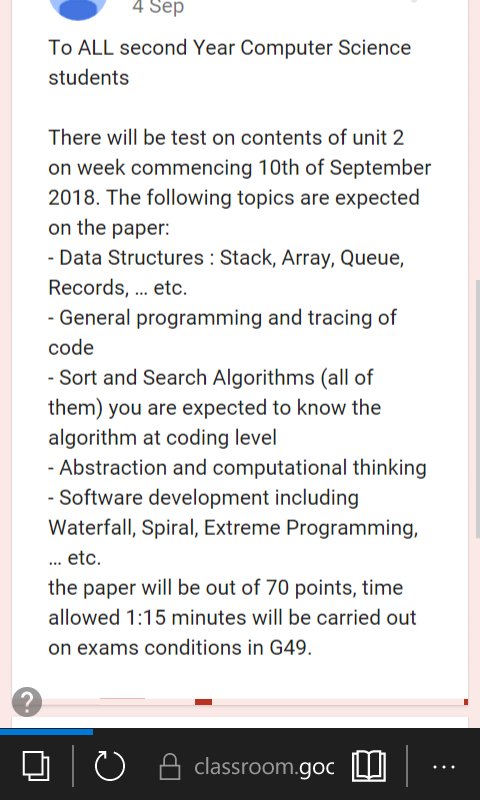 4 Sep
To ALL second Year Computer Science
students
There will be test on contents of unit 2
on week commencing 10th of September
2018. The following topics are expected
on the paper:
- Data Structures : Stack, Array, Queue,
Records, ... etc.
- General programming and tracing of
code
- Sort and Search Algorithms (all of
them) you are expected to know the
algorithm at coding level
- Abstraction and computational thinking
- Software development including
Waterfall, Spiral, Extreme Programming,
... etc.
the paper will be out of 70 points, time
allowed 1:15 minutes will be carried out
on exams conditions in G49.
?
classroom.goc